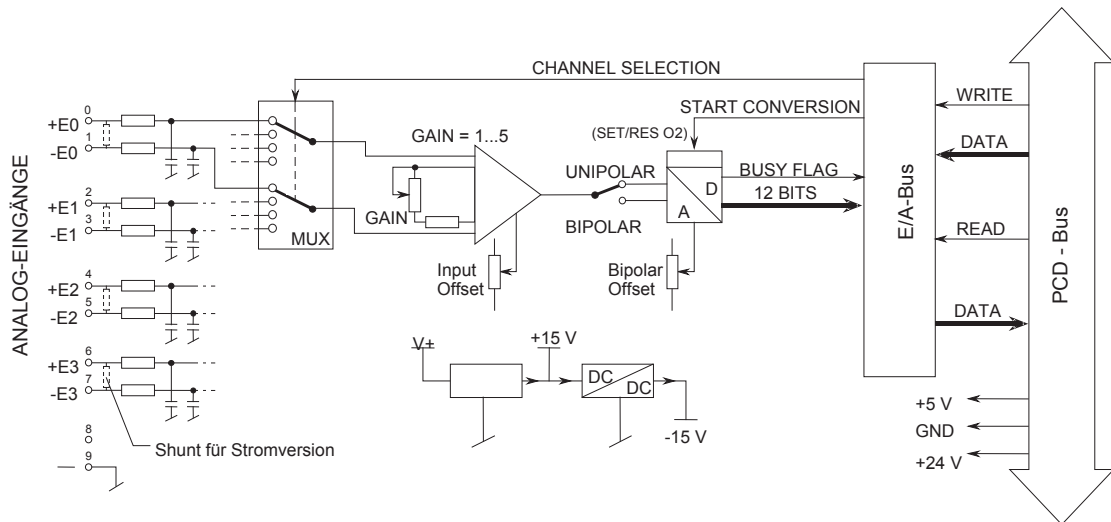 CHANNEL SELECTION
START CONVERSION
(SET/RES O2)
WRITE
DATA
READ
DATA
+5 V
GND
+24 V
PCD - Bus
E/A-Bus
BUSY FLAG
12 BITS
D
A
UNIPOLAR
BIPOLAR
GAIN = 1...5
GAIN
MUX
Input
Offset
Bipolar
Offset
ANALOG-EINGÄNGE
0
+E0
1
-E0
2
+E1
3
-E1
4
+E2
5
-E2
6
+E3
7
-E3
8
9
Shunt für Stromversion
V+
+15 V
DC
DC
-15 V